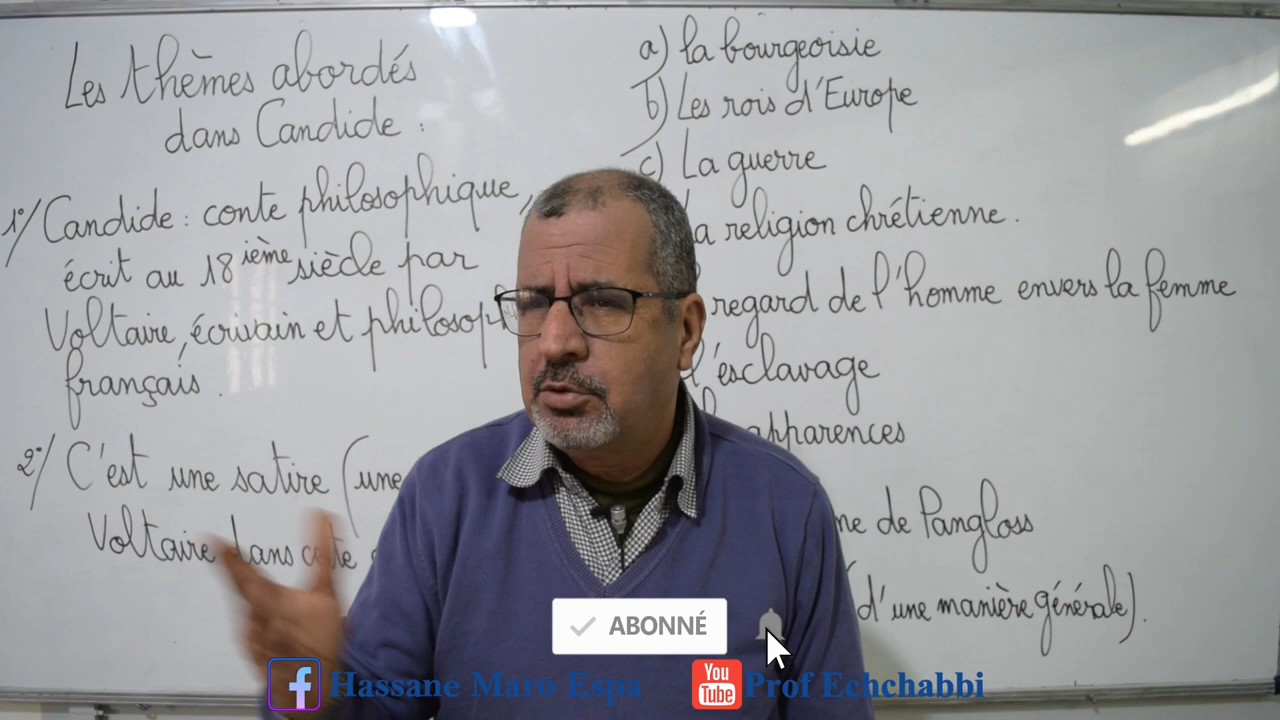 Les thèmes abordés
dans Candide :
1°/ Candide : conte philosophique,
écrit au 18 ième siècle par
Voltaire, écrivain et
français.
2°/ C'est une satire (une
Voltaire dans cette
a) la bourgeoisie
b) Les rois d'Europe
c) La guerre
religion chrétienne.
regard de l'homme envers la femme
l'esclavage
apparences
de Pangloss
(d'une manière générale).
ABONNÉ
Hassane Maro Espa
You
Tube
Prof Echchabbi